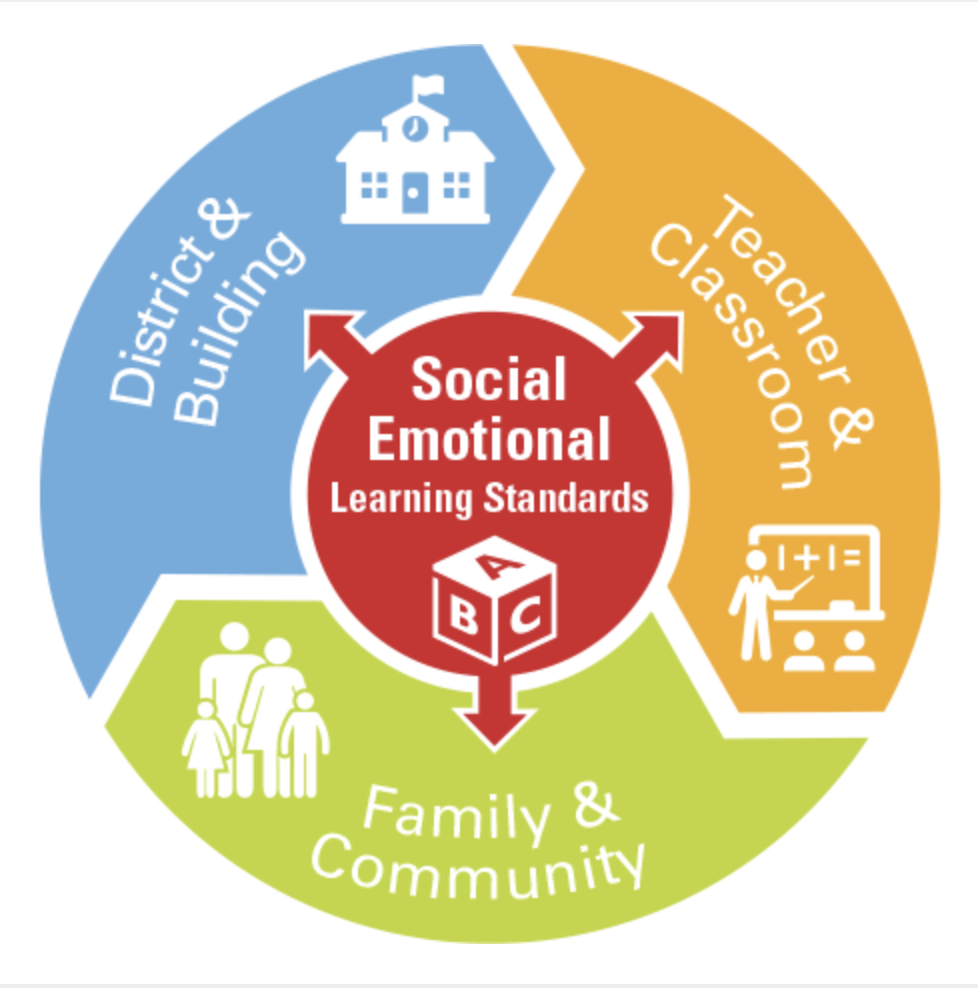 District &
Building
Teacher &
Classroom
1+1=
Social
Emotional
Learning Standards
A
B C
Family &
Community